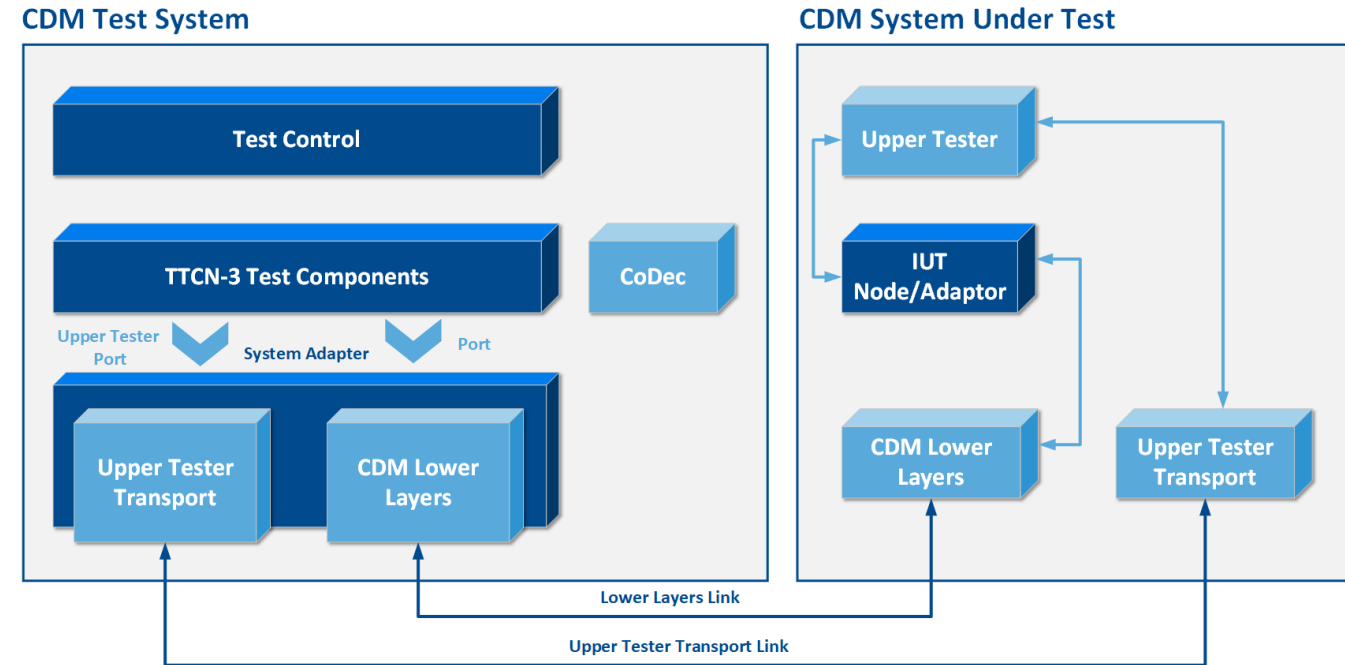 CDM Test System
CDM System Under Test
Test Control
Upper Tester
TTCN-3 Test Components
CoDec
IUT
Node/Adaptor
Upper Tester
Port
System Adapter
Port
Upper Tester
Transport
CDM Lower
Layers
CDM Lower
Layers
Upper Tester
Transport
Lower Layers Link
Upper Tester Transport Link